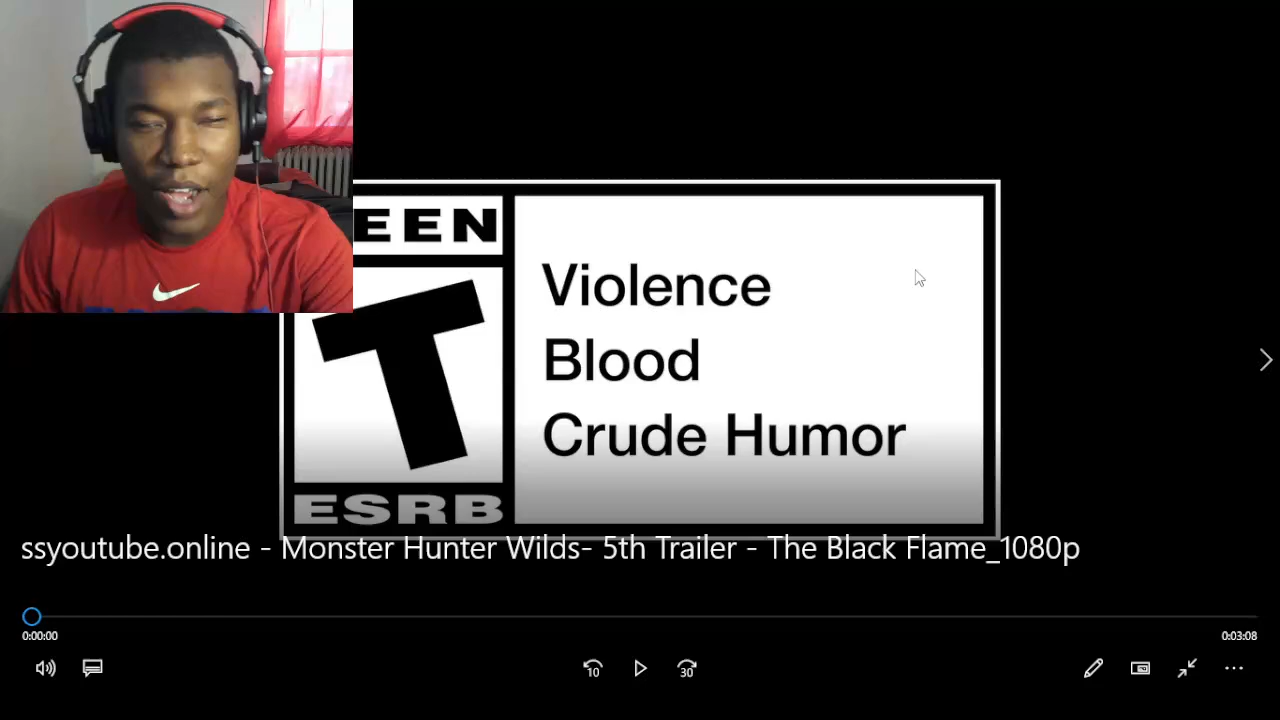 EEN
T
ESRB
Violence
Blood
Crude Humor
ssyoutube.online - Monster Hunter Wilds- 5th Trailer - The Black Flame_1080p
0:00:00
0:03:08
10
30